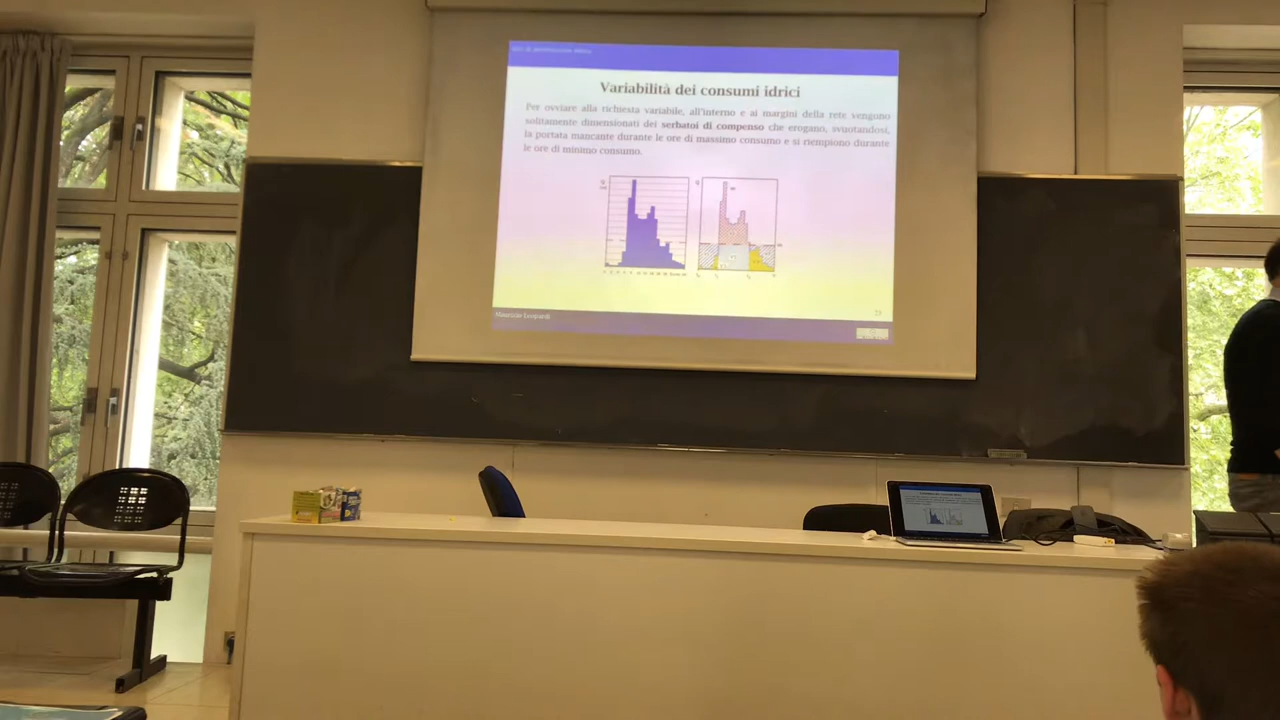 Variabilità dei consumi idrici
Per ovviare alla richiesta variabile, all'interno e ai margini della rete vengono
solitamente dimensionati dei serbatoi di compenso che erogano, svuotandosi,
la portata mancante durante le ore di massimo consumo e si riempiono durante
le ore di minimo consumo.
Maurizio Leopardi